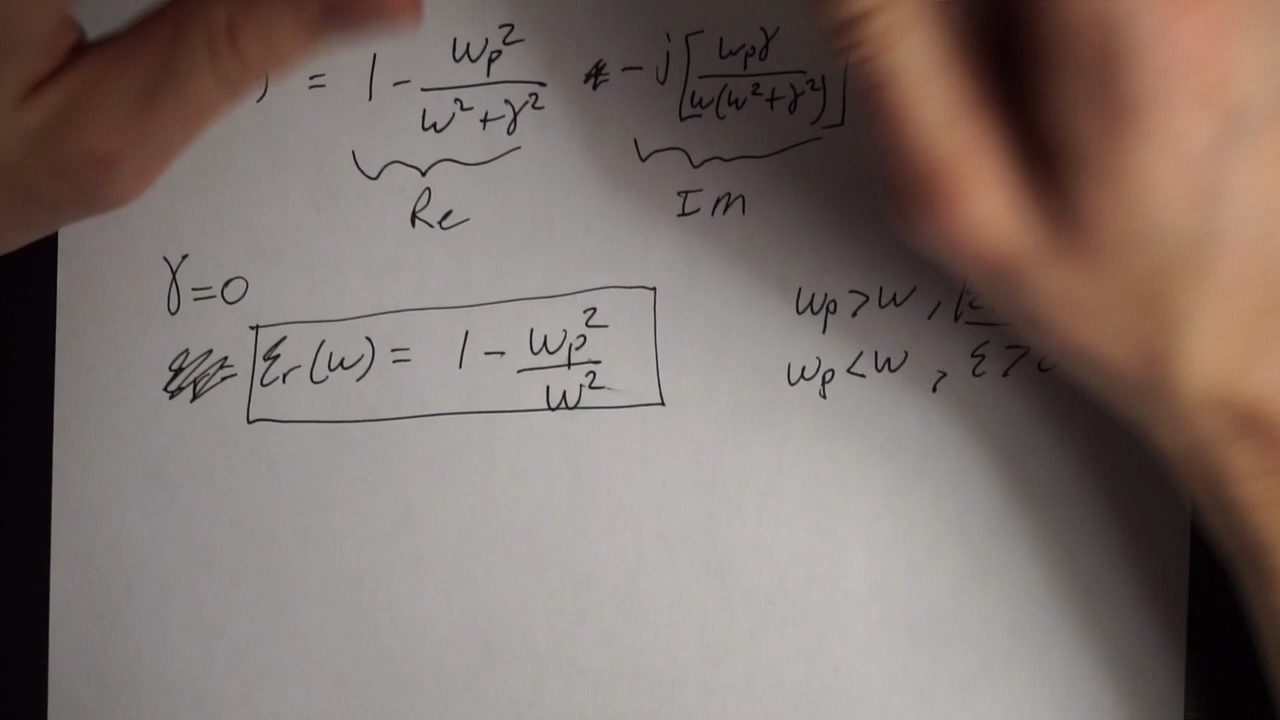 ) = 1 - ωp² / (ω² + γ²) - j[ωpγ / ω(ω² + γ²)]
Re Im
γ = 0
εr(ω) = 1 - ωp² / ω²
ωp > ω ,
ωp < ω , ε >